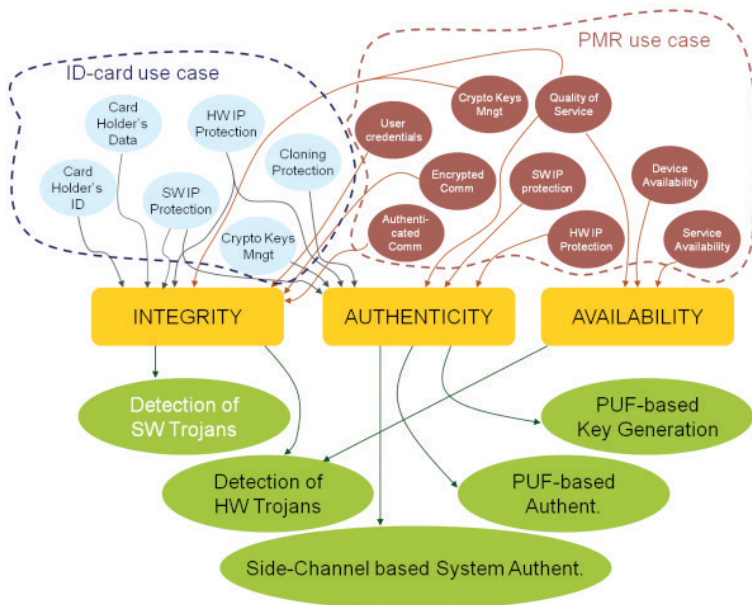 PMR use case
ID-card use case
Card
Holder's
Data
HW IP
Protection
Crypto Keys
Mngt
Quality of
Service
User
credentials
Cloning
Protection
Card
Holder's
ID
SW IP
Protection
Encrypted
Comm
SW IP
protection
Device
Availability
Authenti-
cated
Comm
Crypto Keys
Mngt
HW IP
Protection
Service
Availability
INTEGRITY
AUTHENTICITY
AVAILABILITY
Detection of
SW Trojans
PUF-based
Key Generation
Detection of
HW Trojans
PUF-based
Authent.
Side-Channel based System Authent.